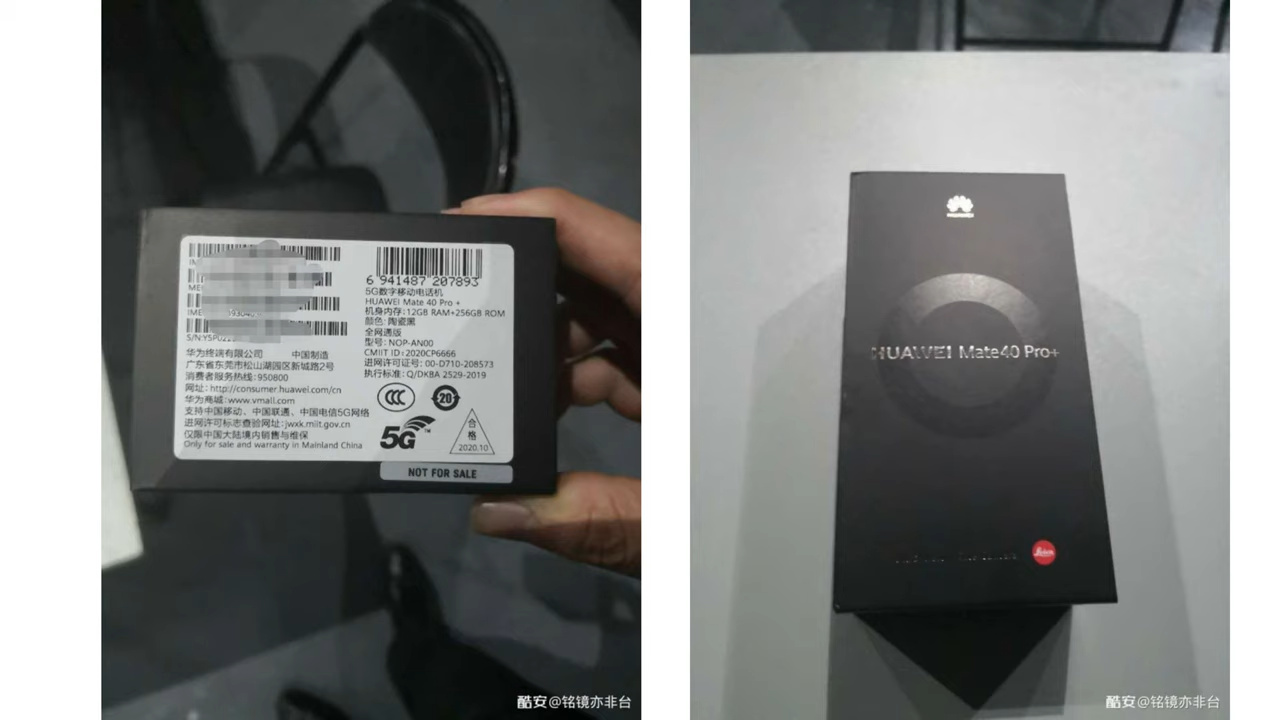 6 941487 207893
5G数字移动电话机
HUAWEI Mate 40 Pro +
机身内存:12GB RAM+256GB ROM
颜色:陶瓷黑
全网通版
型号:NOP-AN00
CMIIT ID:2020CP6666
进网许可证号:00-D710-208573
执行标准:Q/DKBA 2529-2019
华为终端有限公司 中国制造
广东省东莞市松山湖园区新城路2号
消费者服务热线:950800
网址:http://consumer.huawei.com/cn
华为商城:www.vmall.com
支持中国移动、中国联通、中国电信5G网络
进网许可标志查验网址:jwxk.miit.gov.cn
仅限中国大陆境内销售与维保
Only for sale and warranty in Mainland China
CCC
20
5G™
合格
2020.10
NOT FOR SALE
酷安@铭镜亦非台
HUAWEI
HUAWEI Mate40 Pro+
Leica
酷安@铭镜亦非台